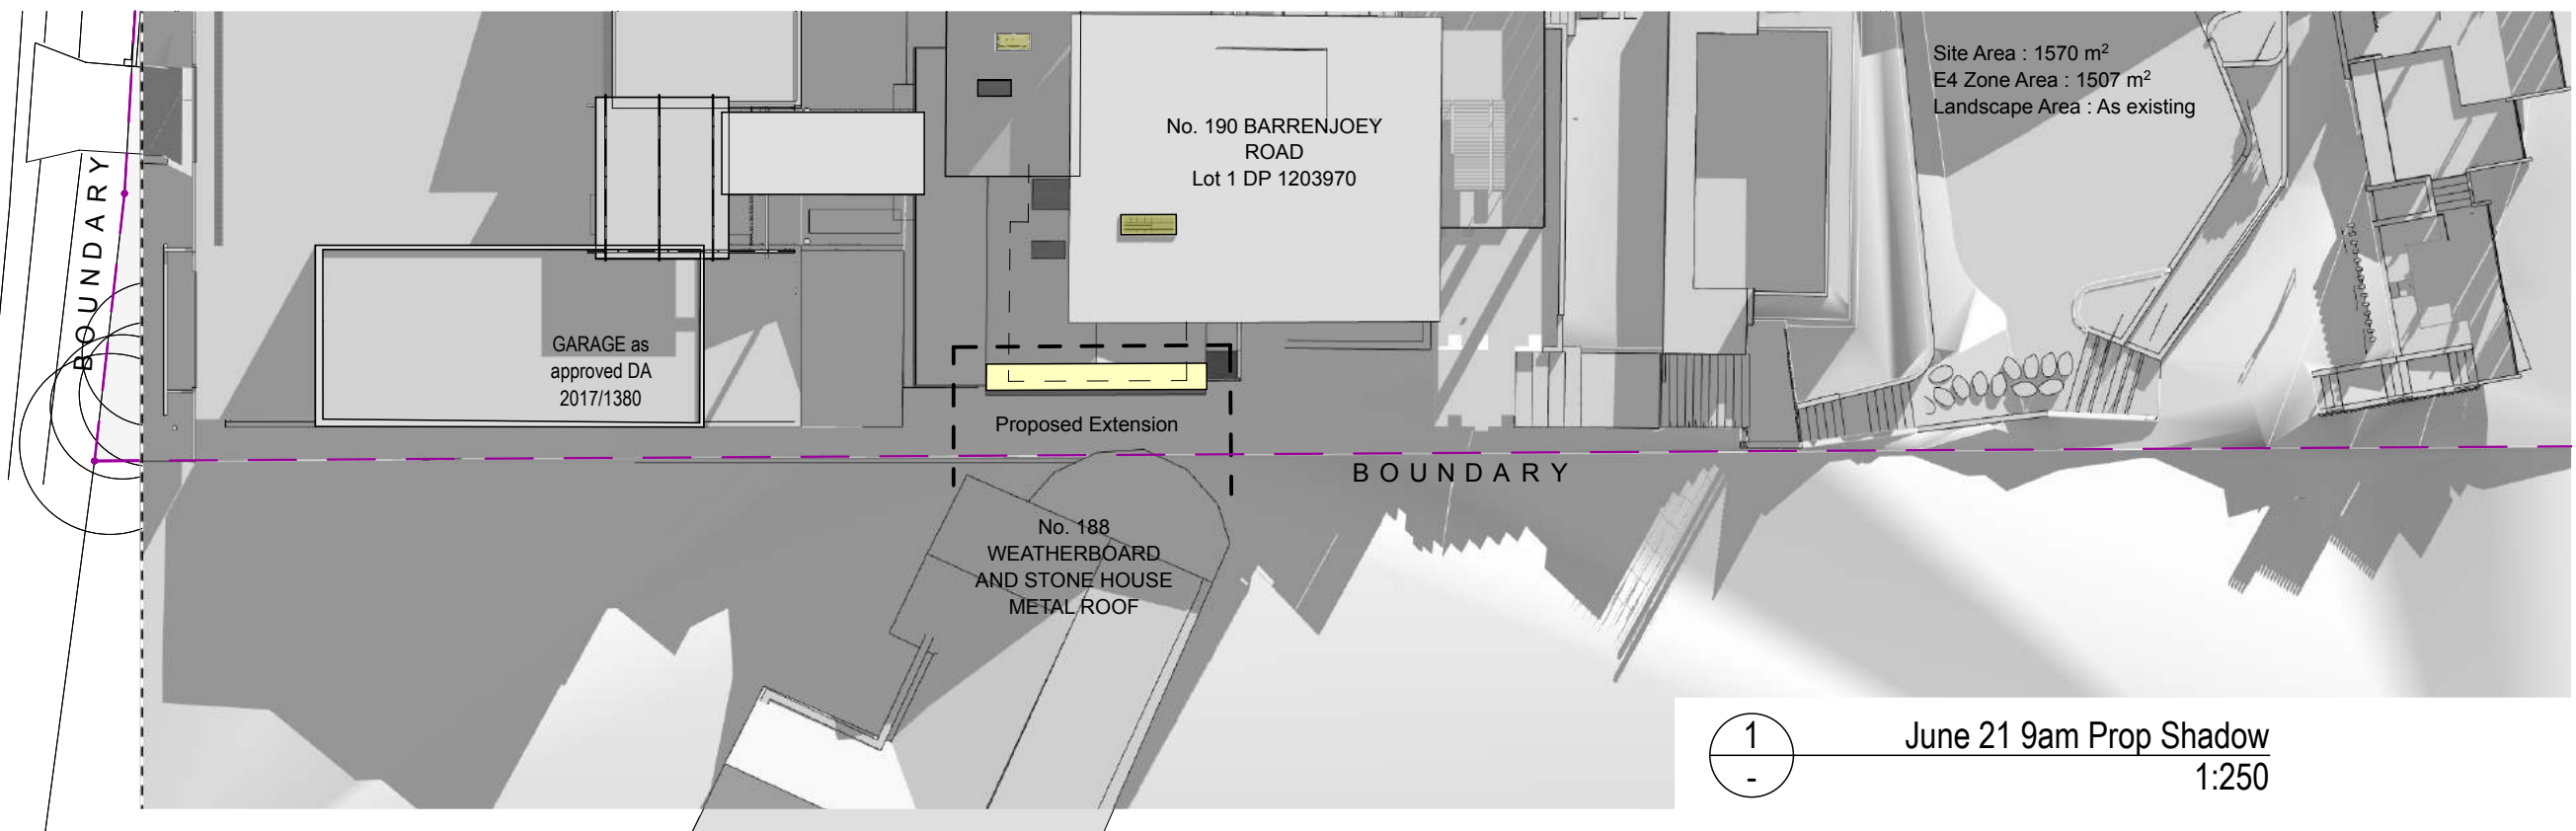 Site Area : 1570 m²
E4 Zone Area : 1507 m²
Landscape Area : As existing
No. 190 BARRENJOEY
ROAD
Lot 1 DP 1203970
BOUNDARY
GARAGE as
approved DA
2017/1380
Proposed Extension
BOUNDARY
No. 188
WEATHERBOARD
AND STONE HOUSE
METAL ROOF
1
-
June 21 9am Prop Shadow
1:250